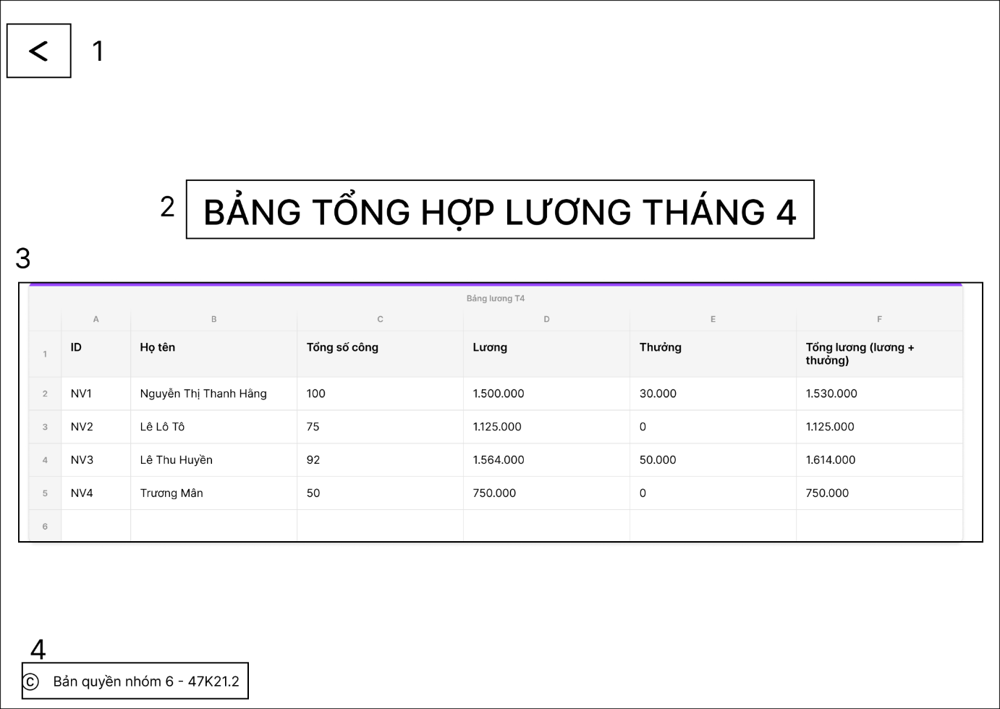 <
1
2
BẢNG TỔNG HỢP LƯƠNG THÁNG 4
3
Bảng lương T4
A B C D E F
1 ID Họ tên Tổng số công Lương Thưởng Tổng lương (lương +
thưởng)
2 NV1 Nguyễn Thị Thanh Hằng 100 1.500.000 30.000 1.530.000
3 NV2 Lê Lô Tô 75 1.125.000 0 1.125.000
4 NV3 Lê Thu Huyền 92 1.564.000 50.000 1.614.000
5 NV4 Trương Mân 50 750.000 0 750.000
6
4
© Bản quyền nhóm 6 - 47K21.2